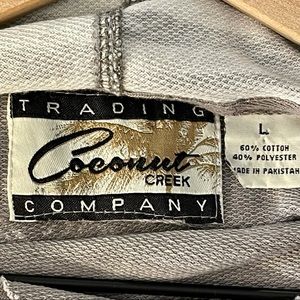 TRADING
Coconut
CREEK
COMPANY
L
60% COTTON
40% POLYESTER
MADE IN PAKISTAN